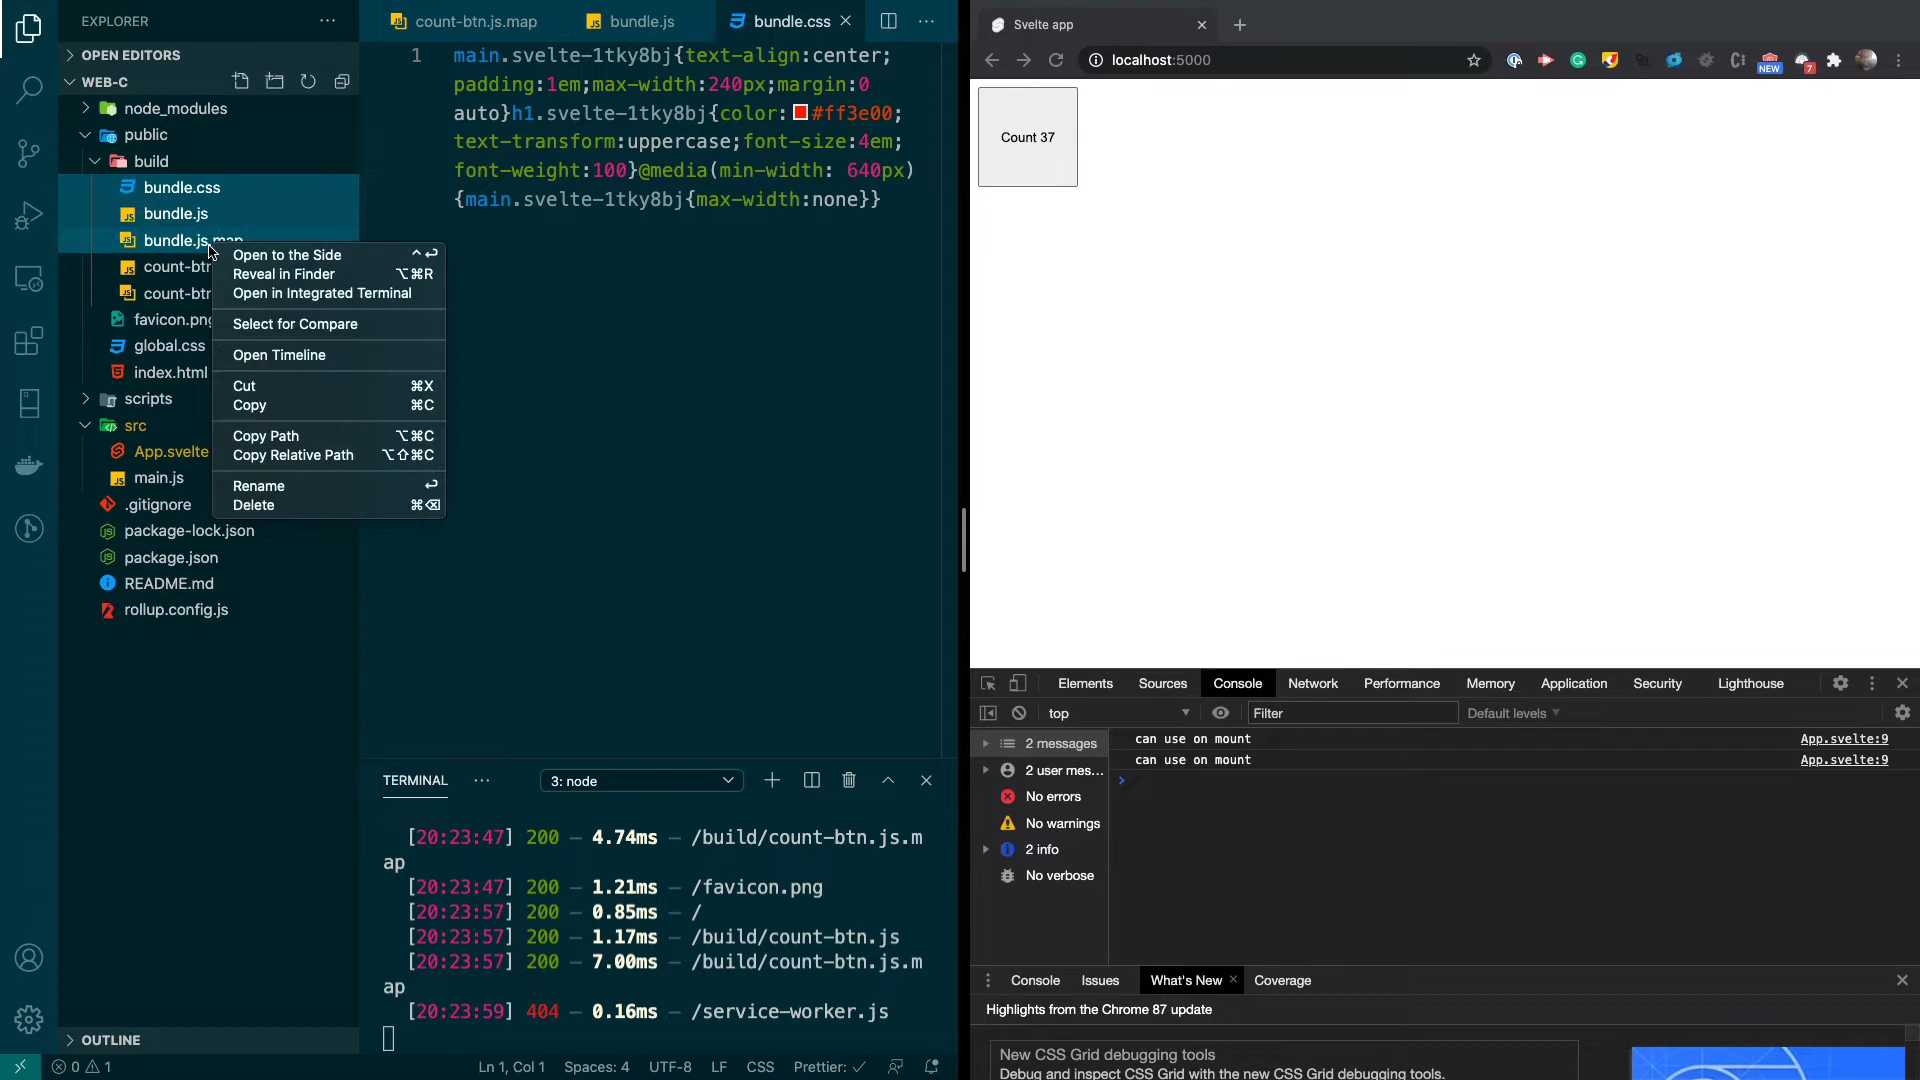 EXPLORER
OPEN EDITORS
WEB-C
node_modules
public
build
bundle.css
bundle.js
bundle.js.map
count-btn
count-btn
favicon.png
global.css
index.html
scripts
src
App.svelte
main.js
.gitignore
package-lock.json
package.json
README.md
rollup.config.js
OUTLINE
Open to the Side ^⏎
Reveal in Finder ⌥⌘R
Open in Integrated Terminal
Select for Compare
Open Timeline
Cut ⌘X
Copy ⌘C
Copy Path ⌥⌘C
Copy Relative Path ⌥⇧⌘C
Rename ⏎
Delete ⌘⌫
count-btn.js.map bundle.js bundle.css
1 main.svelte-1tky8bj{text-align:center;
padding:1em;max-width:240px;margin:0
auto}h1.svelte-1tky8bj{color:#ff3e00;
text-transform:uppercase;font-size:4em;
font-weight:100}@media(min-width: 640px)
{main.svelte-1tky8bj{max-width:none}}
TERMINAL ··· 3: node
[20:23:47] 200 — 4.74ms — /build/count-btn.js.m
ap
[20:23:47] 200 — 1.21ms — /favicon.png
[20:23:57] 200 — 0.85ms — /
[20:23:57] 200 — 1.17ms — /build/count-btn.js
[20:23:57] 200 — 7.00ms — /build/count-btn.js.m
ap
[20:23:59] 404 — 0.16ms — /service-worker.js
0 1 Ln 1, Col 1 Spaces: 4 UTF-8 LF CSS Prettier: ✓
Svelte app
localhost:5000
NEW
7
Count 37
Elements Sources Console Network Performance Memory Application Security Lighthouse
top Filter Default levels
2 messages
2 user mes...
No errors
No warnings
2 info
No verbose
can use on mount App.svelte:9
can use on mount App.svelte:9
Console Issues What's New Coverage
Highlights from the Chrome 87 update
New CSS Grid debugging tools
Debug and inspect CSS Grid with the new CSS Grid debugging tools.